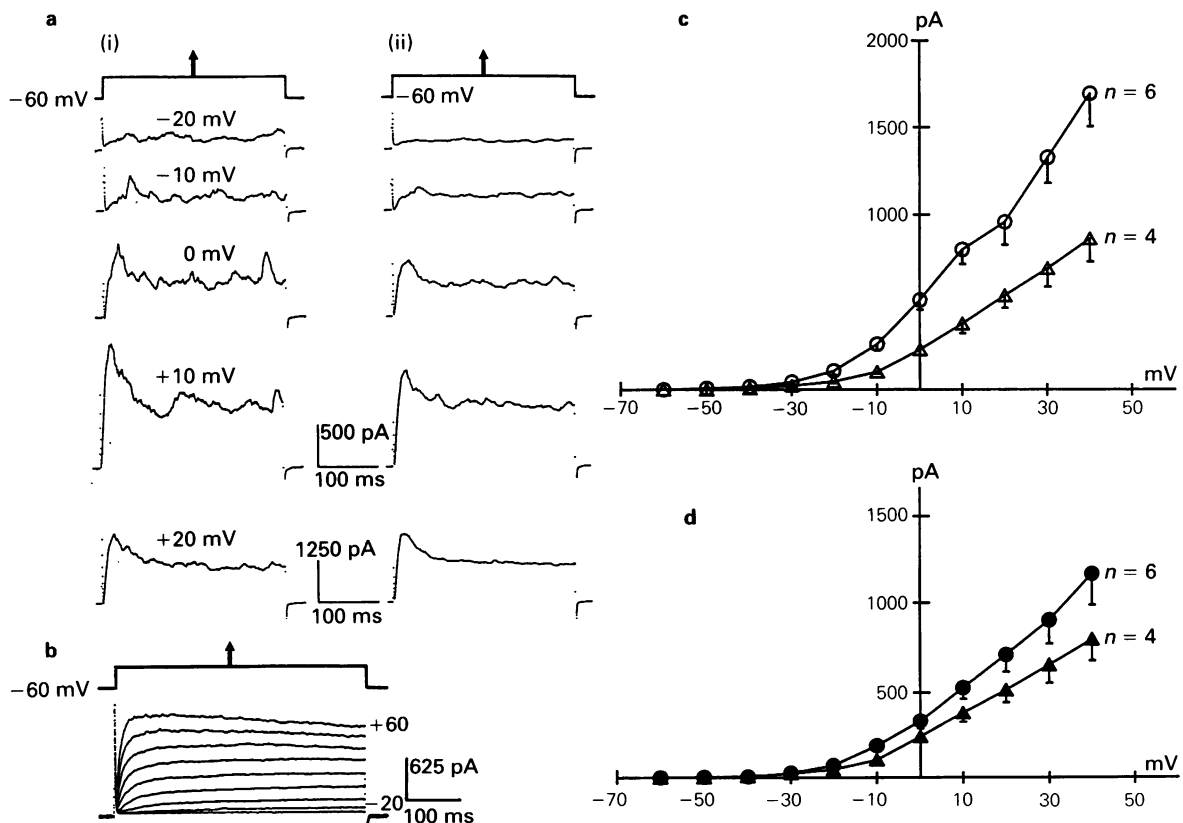 a
(i)
(ii)
−60 mV
−60 mV
−20 mV
−10 mV
0 mV
+10 mV
500 pA
100 ms
+20 mV
1250 pA
100 ms
b
−60 mV
+60
−20
625 pA
100 ms
c
pA
2000
1500
1000
n = 6
n = 4
mV
−70 −50 −30 −10 10 30 50
d
pA
1500
1000
500
n = 6
n = 4
mV
−70 −50 −30 −10 10 30 50